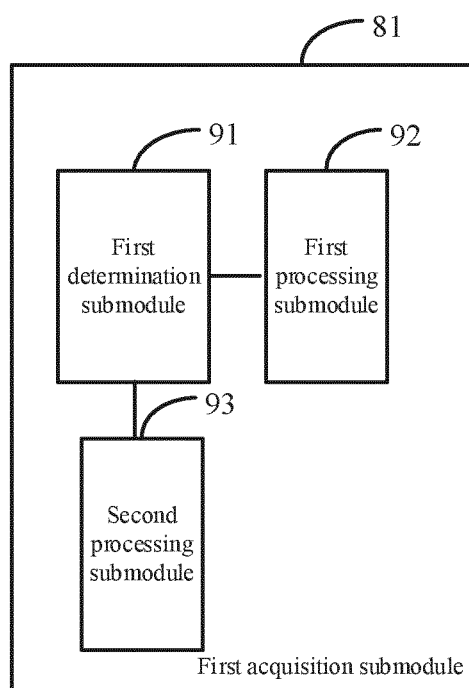 81
91
92
First
determination
submodule
First
processing
submodule
93
Second
processing
submodule
First acquisition submodule